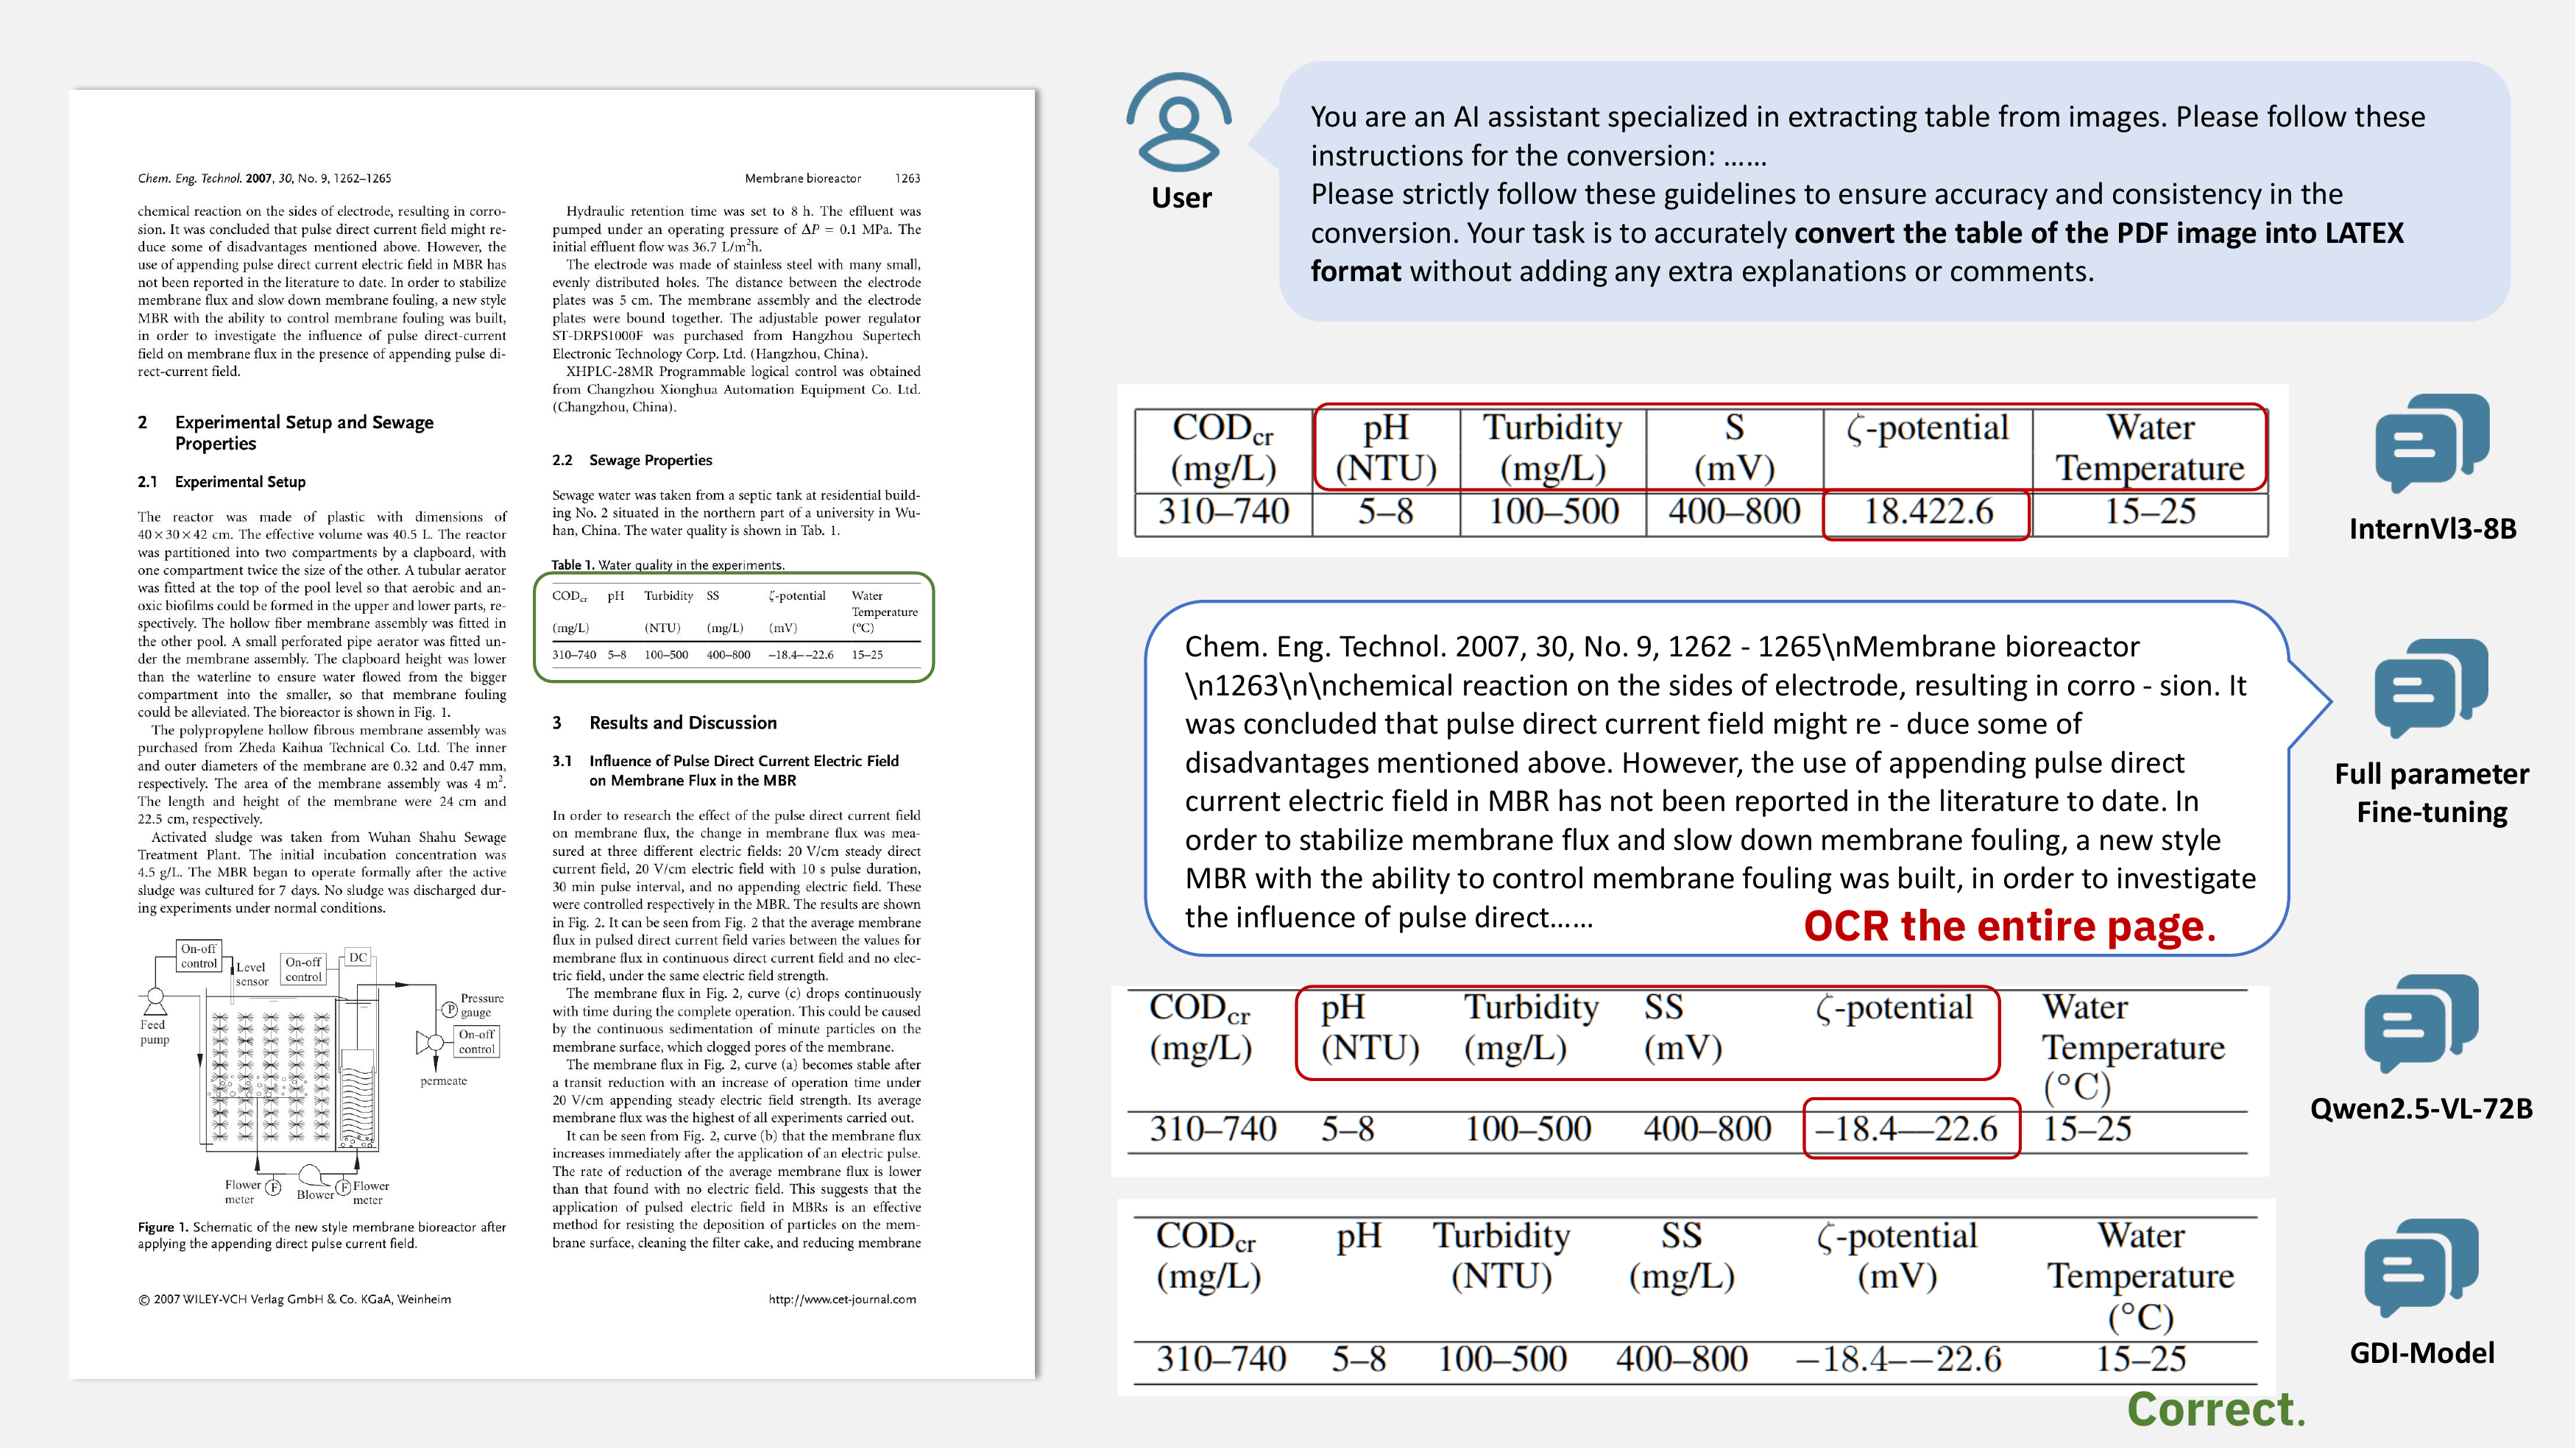 Chem. Eng. Technol. 2007, 30, No. 9, 1262–1265
Membrane bioreactor 1263
chemical reaction on the sides of electrode, resulting in corro-
sion. It was concluded that pulse direct current field might re-
duce some of disadvantages mentioned above. However, the
use of appending pulse direct current electric field in MBR has
not been reported in the literature to date. In order to stabilize
membrane flux and slow down membrane fouling, a new style
MBR with the ability to control membrane fouling was built,
in order to investigate the influence of pulse direct-current
field on membrane flux in the presence of appending pulse di-
rect-current field.
2 Experimental Setup and Sewage
Properties
2.1 Experimental Setup
The reactor was made of plastic with dimensions of
40 × 30 × 42 cm. The effective volume was 40.5 L. The reactor
was partitioned into two compartments by a clapboard, with
one compartment twice the size of the other. A tubular aerator
was fitted at the top of the pool level so that aerobic and an-
oxic biofilms could be formed in the upper and lower parts, re-
spectively. The hollow fiber membrane assembly was fitted in
the other pool. A small perforated pipe aerator was fitted un-
der the membrane assembly. The clapboard height was lower
than the waterline to ensure water flowed from the bigger
compartment into the smaller, so that membrane fouling
could be alleviated. The bioreactor is shown in Fig. 1.
The polypropylene hollow fibrous membrane assembly was
purchased from Zheda Kaihua Technical Co. Ltd. The inner
and outer diameters of the membrane are 0.32 and 0.47 mm,
respectively. The area of the membrane assembly was 4 m².
The length and height of the membrane were 24 cm and
22.5 cm, respectively.
Activated sludge was taken from Wuhan Shahu Sewage
Treatment Plant. The initial incubation concentration was
4.5 g/L. The MBR began to operate formally after the active
sludge was cultured for 7 days. No sludge was discharged dur-
ing experiments under normal conditions.
On-off
control
Level
sensor
On-off
control
DC
Pressure
gauge
P
Feed
pump
On-off
control
permeate
Flower
meter
F
Blower
F
Flower
meter
Figure 1. Schematic of the new style membrane bioreactor after
applying the appending direct pulse current field.
Hydraulic retention time was set to 8 h. The effluent was
pumped under an operating pressure of ΔP = 0.1 MPa. The
initial effluent flow was 36.7 L/m²h.
The electrode was made of stainless steel with many small,
evenly distributed holes. The distance between the electrode
plates was 5 cm. The membrane assembly and the electrode
plates were bound together. The adjustable power regulator
ST-DRPS1000F was purchased from Hangzhou Supertech
Electronic Technology Corp. Ltd. (Hangzhou, China).
XHPLC-28MR Programmable logical control was obtained
from Changzhou Xionghua Automation Equipment Co. Ltd.
(Changzhou, China).
2.2 Sewage Properties
Sewage water was taken from a septic tank at residential build-
ing No. 2 situated in the northern part of a university in Wu-
han, China. The water quality is shown in Tab. 1.
Table 1. Water quality in the experiments.
CODcr pH Turbidity SS ζ-potential Water
Temperature
(mg/L) (NTU) (mg/L) (mV) (°C)
310–740 5–8 100–500 400–800 –18.4––22.6 15–25
3 Results and Discussion
3.1 Influence of Pulse Direct Current Electric Field
on Membrane Flux in the MBR
In order to research the effect of the pulse direct current field
on membrane flux, the change in membrane flux was mea-
sured at three different electric fields: 20 V/cm steady direct
current field, 20 V/cm electric field with 10 s pulse duration,
30 min pulse interval, and no appending electric field. These
were controlled respectively in the MBR. The results are shown
in Fig. 2. It can be seen from Fig. 2 that the average membrane
flux in pulsed direct current field varies between the values for
membrane flux in continuous direct current field and no elec-
tric field, under the same electric field strength.
The membrane flux in Fig. 2, curve (c) drops continuously
with time during the complete operation. This could be caused
by the continuous sedimentation of minute particles on the
membrane surface, which clogged pores of the membrane.
The membrane flux in Fig. 2, curve (a) becomes stable after
a transit reduction with an increase of operation time under
20 V/cm appending steady electric field strength. Its average
membrane flux was the highest of all experiments carried out.
It can be seen from Fig. 2, curve (b) that the membrane flux
increases immediately after the application of an electric pulse.
The rate of reduction of the average membrane flux is lower
than that found with no electric field. This suggests that the
application of pulsed electric field in MBRs is an effective
method for resisting the deposition of particles on the mem-
brane surface, cleaning the filter cake, and reducing membrane
© 2007 WILEY-VCH Verlag GmbH & Co. KGaA, Weinheim
http://www.cet-journal.com
User
You are an AI assistant specialized in extracting table from images. Please follow these
instructions for the conversion: ……
Please strictly follow these guidelines to ensure accuracy and consistency in the
conversion. Your task is to accurately convert the table of the PDF image into LATEX
format without adding any extra explanations or comments.
CODcr pH Turbidity S ζ-potential Water
(mg/L) (NTU) (mg/L) (mV) Temperature
310–740 5–8 100–500 400–800 18.422.6 15–25
InternVl3-8B
Chem. Eng. Technol. 2007, 30, No. 9, 1262 - 1265\nMembrane bioreactor
\n1263\n\nchemical reaction on the sides of electrode, resulting in corro - sion. It
was concluded that pulse direct current field might re - duce some of
disadvantages mentioned above. However, the use of appending pulse direct
current electric field in MBR has not been reported in the literature to date. In
order to stabilize membrane flux and slow down membrane fouling, a new style
MBR with the ability to control membrane fouling was built, in order to investigate
the influence of pulse direct……
OCR the entire page.
Full parameter
Fine-tuning
CODcr pH Turbidity SS ζ-potential Water
(mg/L) (NTU) (mg/L) (mV) Temperature
(°C)
310–740 5–8 100–500 400–800 –18.4—–22.6 15–25
Qwen2.5-VL-72B
CODcr pH Turbidity SS ζ-potential Water
(mg/L) (NTU) (mg/L) (mV) Temperature
(°C)
310–740 5–8 100–500 400–800 −18.4–−22.6 15–25
GDI-Model
Correct.